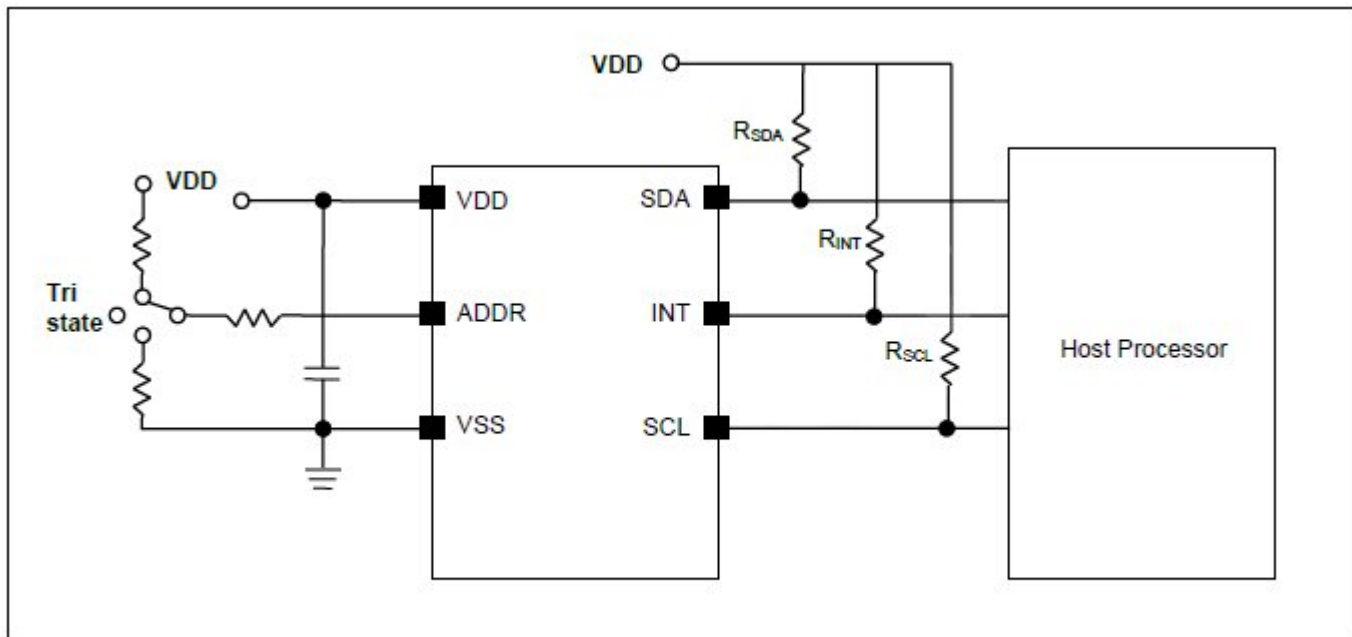 VDD
RSDA
VDD
VDD
SDA
RINT
Tri
state
ADDR
INT
RSCL
Host Processor
VSS
SCL